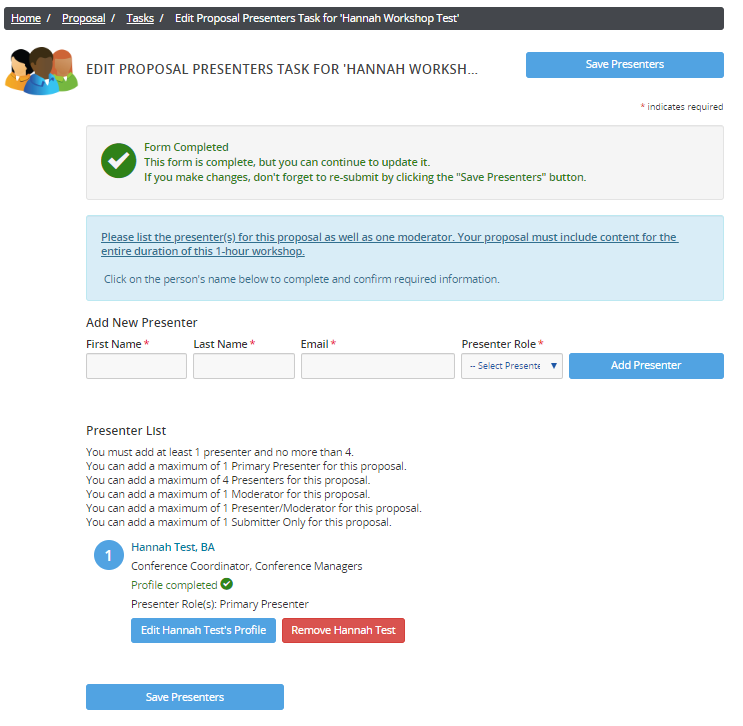 Home / Proposal / Tasks / Edit Proposal Presenters Task for 'Hannah Workshop Test'
EDIT PROPOSAL PRESENTERS TASK FOR 'HANNAH WORKSH...
Save Presenters
* indicates required
Form Completed
This form is complete, but you can continue to update it.
If you make changes, don't forget to re-submit by clicking the "Save Presenters" button.
Please list the presenter(s) for this proposal as well as one moderator. Your proposal must include content for the
entire duration of this 1-hour workshop.
Click on the person's name below to complete and confirm required information.
Add New Presenter
First Name * Last Name * Email * Presenter Role *
-- Select Presente Add Presenter
Presenter List
You must add at least 1 presenter and no more than 4.
You can add a maximum of 1 Primary Presenter for this proposal.
You can add a maximum of 4 Presenters for this proposal.
You can add a maximum of 1 Moderator for this proposal.
You can add a maximum of 1 Presenter/Moderator for this proposal.
You can add a maximum of 1 Submitter Only for this proposal.
1 Hannah Test, BA
Conference Coordinator, Conference Managers
Profile completed
Presenter Role(s): Primary Presenter
Edit Hannah Test's Profile Remove Hannah Test
Save Presenters